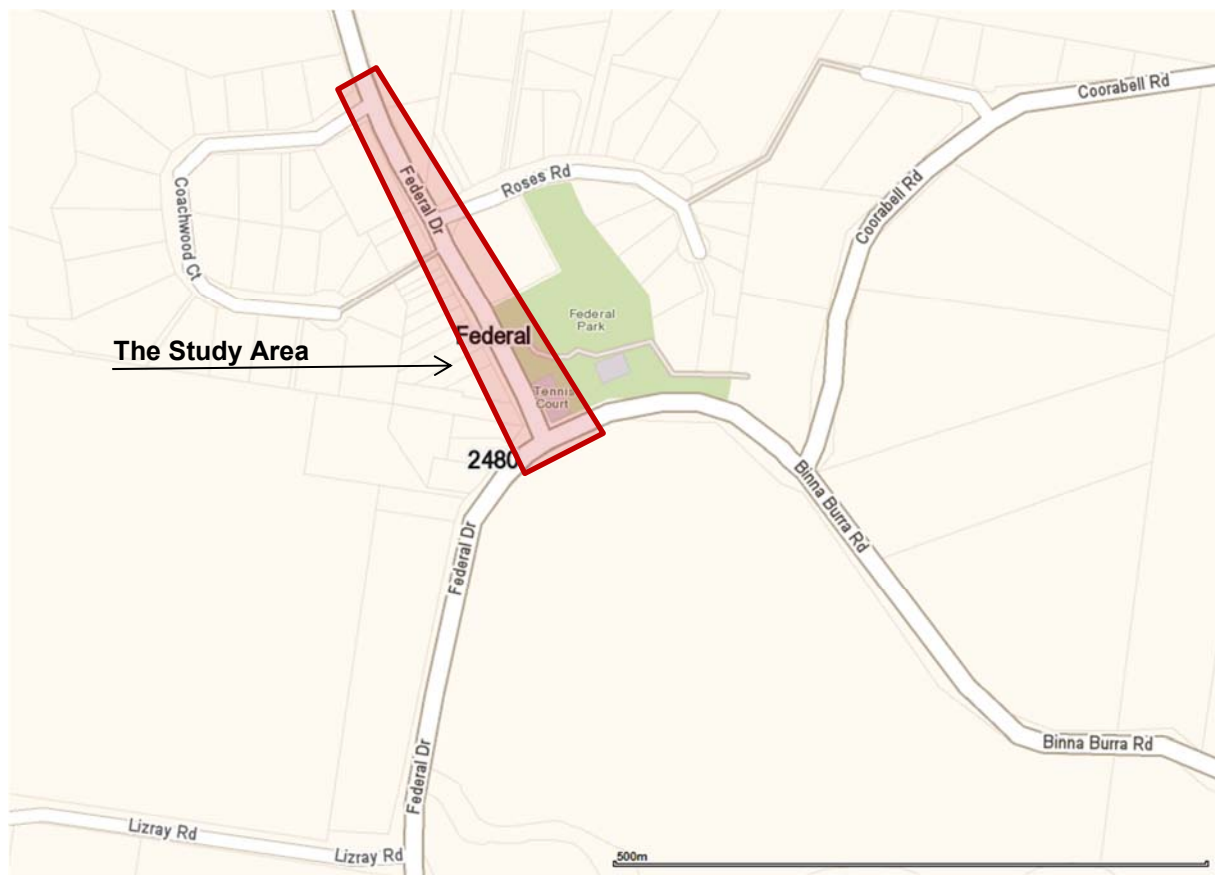 Coorabell Rd
Roses Rd
Federal Dr
Coachwood Ct
Coorabell Rd
Federal
Park
Federal
The Study Area
Tennis
Court
2480
Binna Burra Rd
Federal Dr
Binna Burra Rd
Federal Dr
Lizray Rd
Lizray Rd
500m